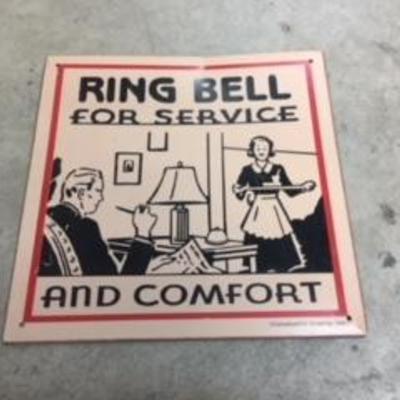 RING BELL
FOR SERVICE
AND COMFORT